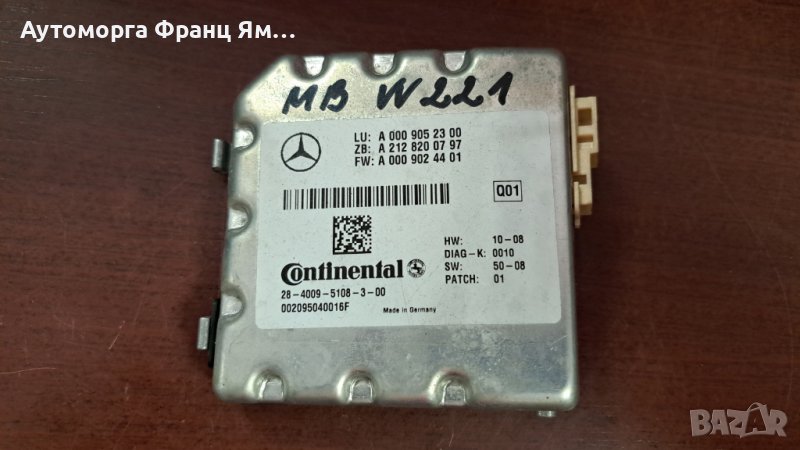 Автоморга Франц Ям...
MB W221
LU: A 000 905 23 00
ZB: A 212 820 07 97
FW: A 000 902 44 01
Q01
HW: 10-08
DIAG-K: 0010
SW: 50-08
PATCH: 01
Continental
28-4009-5108-3-00
002095040016F
Made in Germany
BAZAR